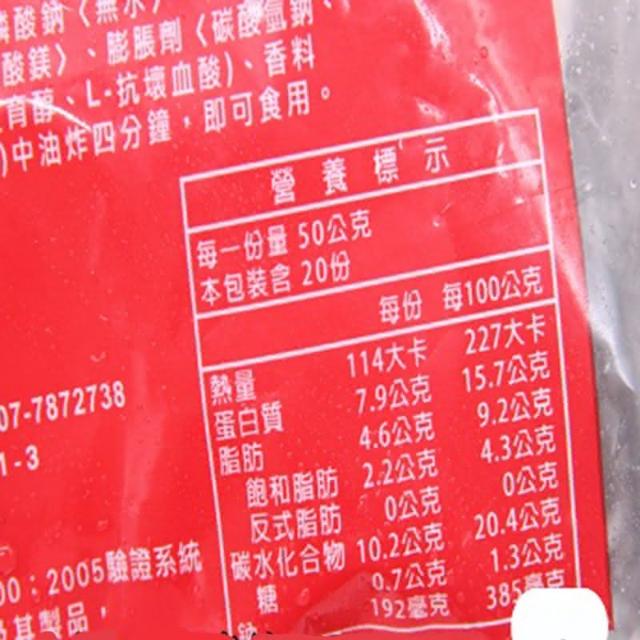 磷酸鈉〈無水〉
酸鎂〉、膨脹劑〈碳酸氫鈉、
育醇、L-抗壞血酸)、香料
)中油炸四分鐘，即可食用。
營養標示
每一份量 50公克
本包裝含 20份
每份 每100公克
熱量 114大卡 227大卡
蛋白質 7.9公克 15.7公克
脂肪 4.6公克 9.2公克
飽和脂肪 2.2公克 4.3公克
反式脂肪 0公克 0公克
碳水化合物 10.2公克 20.4公克
糖 0.7公克 1.3公克
鈉 192毫克 385毫克
07-7872738
1-3
00：2005驗證系統
其製品，